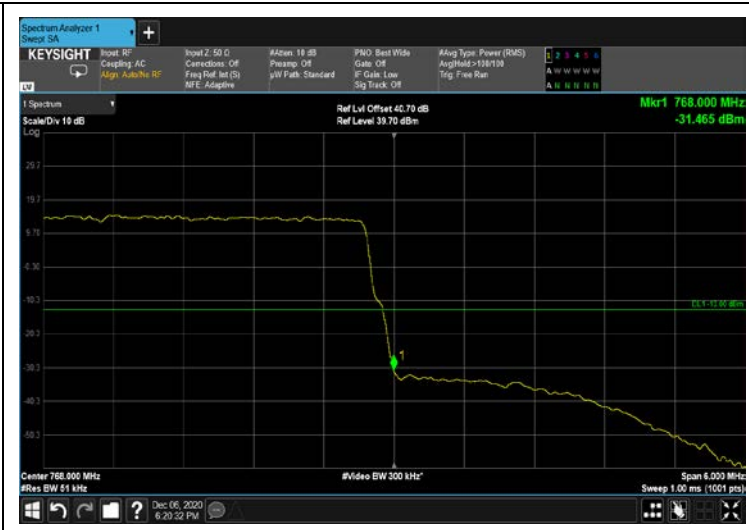 Spectrum Analyzer 1
Swept SA
+
KEYSIGHT
Input: RF
Coupling: AC
Align: Auto/No RF
Input Z: 50 Ω
Corrections: Off
Freq Ref: Int (S)
NFE: Adaptive
#Atten: 10 dB
Preamp: Off
µW Path: Standard
PNO: Best Wide
Gate: Off
IF Gain: Low
Sig Track: Off
#Avg Type: Power (RMS)
Avg|Hold:>100/100
Trig: Free Run
1 2 3 4 5 6
A W W W W W
A N N N N N
LXI
1 Spectrum
Scale/Div 10 dB
Log
Ref Lvl Offset 40.70 dB
Ref Level 39.70 dBm
Mkr1 768.000 MHz
-31.465 dBm
29.7
19.7
9.70
-0.30
-10.3
DL1 -13.00 dBm
-20.3
-30.3
1
-40.3
-50.3
Center 768.000 MHz
#Res BW 51 kHz
#Video BW 300 kHz*
Span 6.000 MHz
Sweep 1.00 ms (1001 pts)
?
Dec 06, 2020
6:20:32 PM